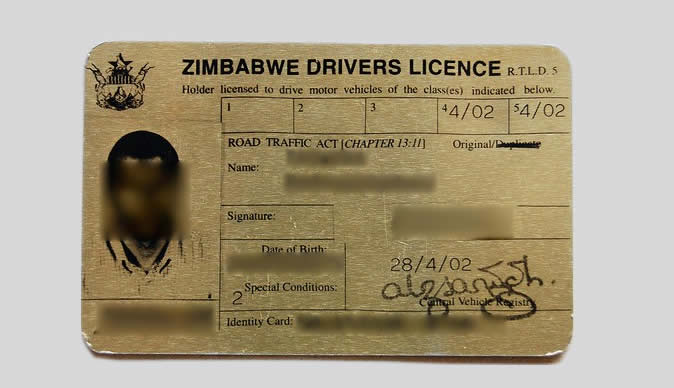 ZIMBABWE DRIVERS LICENCE R.T.L.D. 5
Holder licensed to drive motor vehicles of the class(es) indicated below.
1 2 3 4 4/02 5 4/02
ROAD TRAFFIC ACT [CHAPTER 13:11] Original/Duplicate
Name:
Signature:
Date of Birth:
28/4/02
2 Special Conditions:
Central Vehicle Registry
Identity Card: